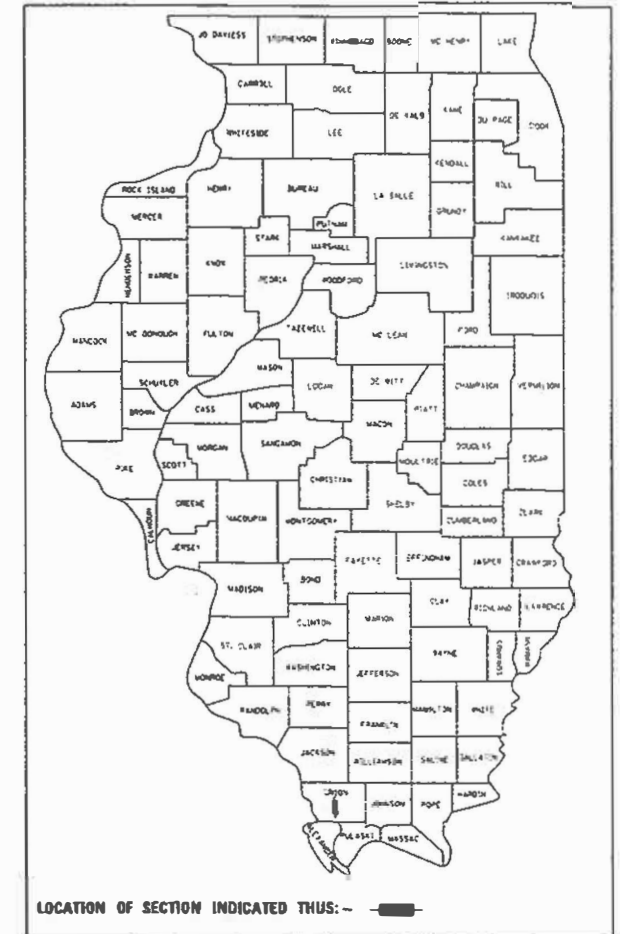 JO DAVIESS STEPHENSON BOONE MC HENRY LAKE
CARROLL OGLE DE KALB KANE DU PAGE COOK
WHITESIDE LEE KENDALL WILL
ROCK ISLAND HENRY BUREAU LA SALLE GRUNDY
MERCER PUTNAM KANKAKEE
HENDERSON WARREN KNOX STARK MARSHALL LIVINGSTON
PEORIA WOODFORD IROQUOIS
HANCOCK MC DONOUGH FULTON TAZEWELL MC LEAN FORD
MASON
SCHUYLER LOGAN DE WITT CHAMPAIGN VERMILION
ADAMS BROWN CASS MENARD PIATT
MACON
MORGAN SANGAMON DOUGLAS EDGAR
PIKE SCOTT CHRISTIAN MOULTRIE COLES
GREENE MACOUPIN MONTGOMERY SHELBY CUMBERLAND CLARK
CALHOUN JERSEY FAYETTE EFFINGHAM JASPER CRAWFORD
MADISON BOND CLAY RICHLAND LAWRENCE
CLINTON MARION
ST. CLAIR WASHINGTON WAYNE
MONROE JEFFERSON
RANDOLPH PERRY HAMILTON WHITE
FRANKLIN
JACKSON WILLIAMSON SALINE GALLATIN
UNION JOHNSON POPE HARDIN
ALEXANDER PULASKI MASSAC
LOCATION OF SECTION INDICATED THUS:-